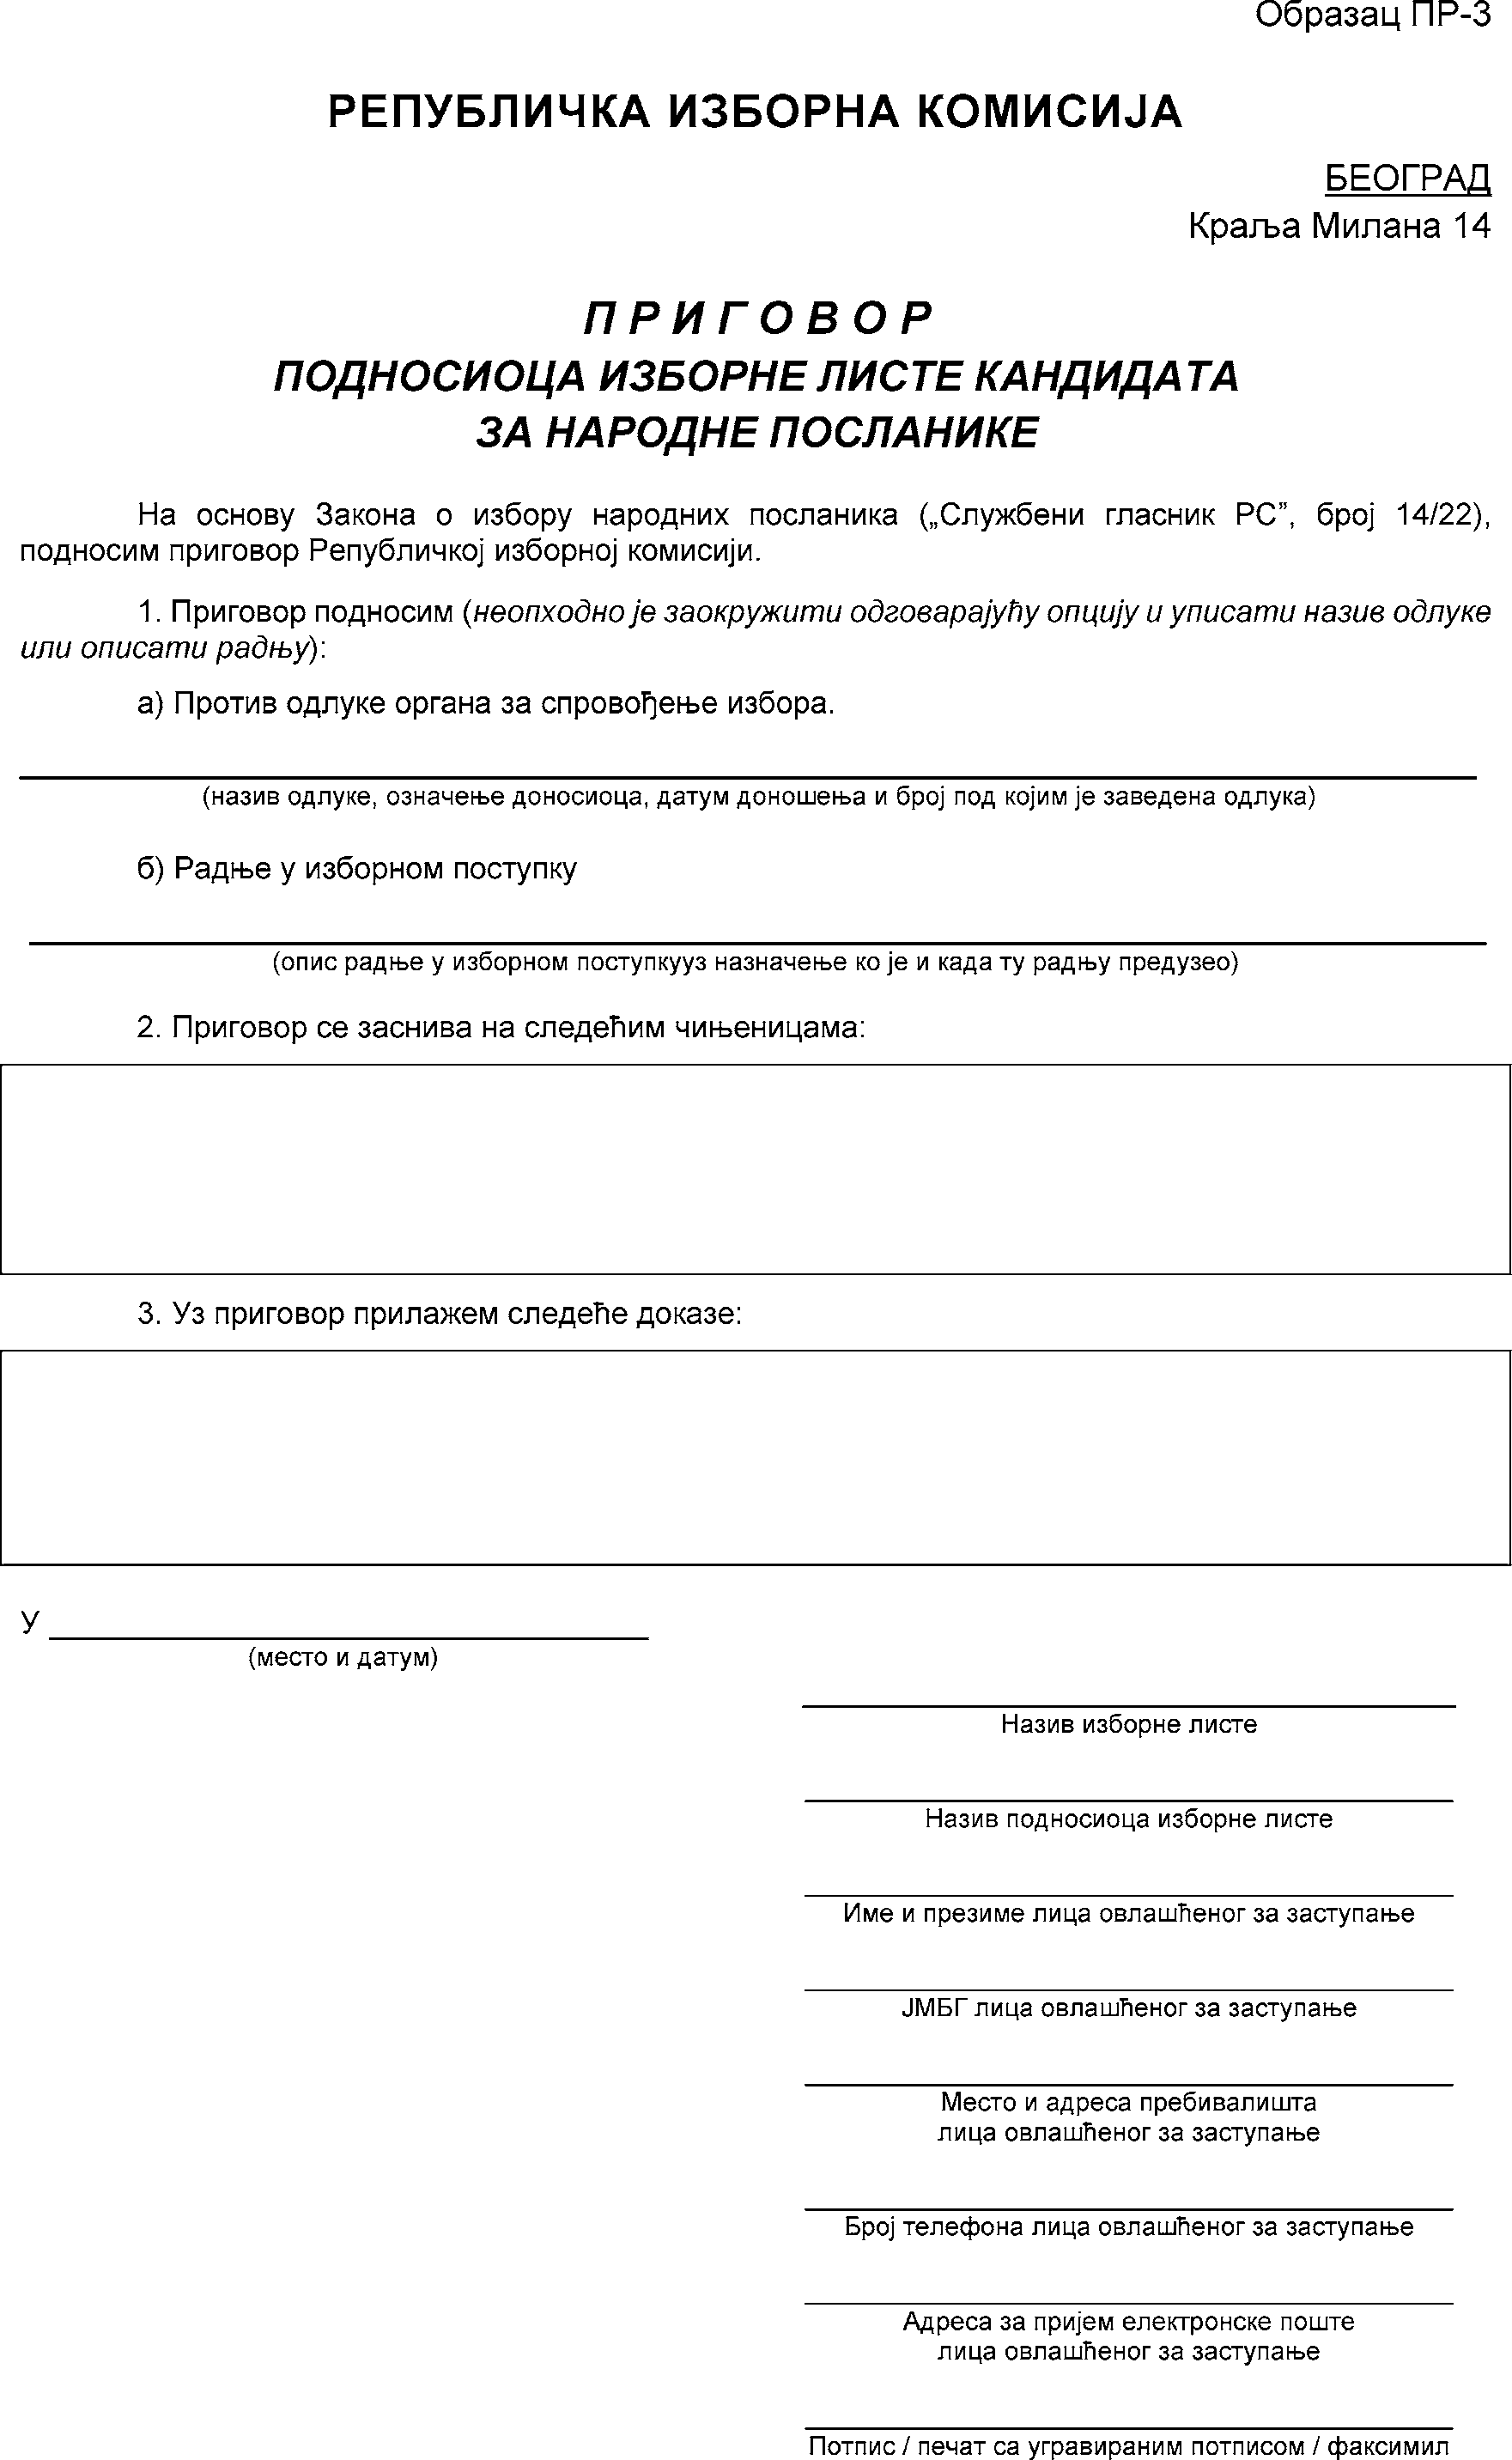 Образац ПР-3
РЕПУБЛИЧКА ИЗБОРНА КОМИСИЈА
БЕОГРАД
Краља Милана 14
П Р И Г О В О Р
ПОДНОСИОЦА ИЗБОРНЕ ЛИСТЕ КАНДИДАТА
ЗА НАРОДНЕ ПОСЛАНИКЕ
На основу Закона о избору народних посланика („Службени гласник РС”, број 14/22),
подносим приговор Републичкој изборној комисији.
1. Приговор подносим (неопходно је заокружити одговарајућу опцију и уписати назив одлуке
или описати радњу):
а) Против одлуке органа за спровођење избора.
(назив одлуке, означење доносиоца, датум доношења и број под којим је заведена одлука)
б) Радње у изборном поступку
(опис радње у изборном поступкууз назначење ко је и када ту радњу предузео)
2. Приговор се заснива на следећим чињеницама:
3. Уз приговор прилажем следеће доказе:
У
(место и датум)
Назив изборне листе
Назив подносиоца изборне листе
Име и презиме лица овлашћеног за заступање
ЈМБГ лица овлашћеног за заступање
Место и адреса пребивалишта
лица овлашћеног за заступање
Број телефона лица овлашћеног за заступање
Адреса за пријем електронске поште
лица овлашћеног за заступање
Потпис / печат са угравираним потписом / факсимил